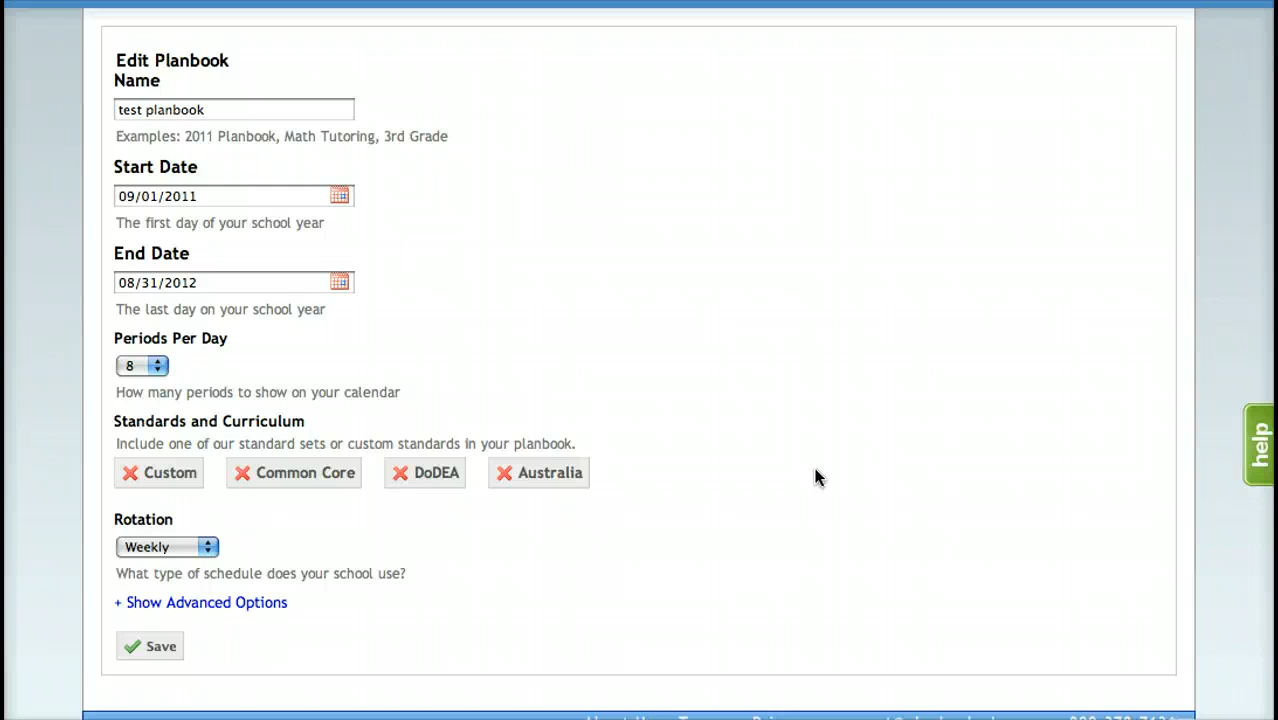 Edit Planbook
Name
test planbook
Examples: 2011 Planbook, Math Tutoring, 3rd Grade
Start Date
09/01/2011
The first day of your school year
End Date
08/31/2012
The last day on your school year
Periods Per Day
8
How many periods to show on your calendar
Standards and Curriculum
Include one of our standard sets or custom standards in your planbook.
Custom Common Core DoDEA Australia
help
Rotation
Weekly
What type of schedule does your school use?
+ Show Advanced Options
Save